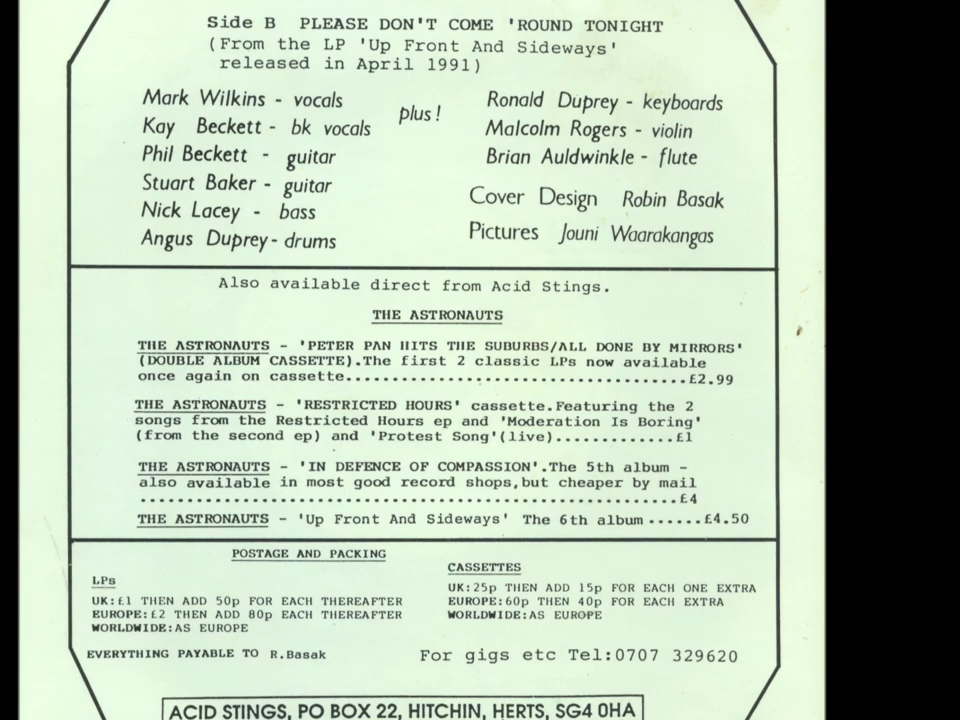 Side B PLEASE DON'T COME 'ROUND TONIGHT
(From the LP 'Up Front And Sideways'
released in April 1991)
Mark Wilkins - vocals
Kay Beckett - bk vocals
Phil Beckett - guitar
Stuart Baker - guitar
Nick Lacey - bass
Angus Duprey - drums
plus!
Ronald Duprey - keyboards
Malcolm Rogers - violin
Brian Auldwinkle - flute
Cover Design Robin Basak
Pictures Jouni Waarakangas
Also available direct from Acid Stings.
THE ASTRONAUTS
THE ASTRONAUTS - 'PETER PAN HITS THE SUBURBS/ALL DONE BY MIRRORS'
(DOUBLE ALBUM CASSETTE).The first 2 classic LPs now available
once again on cassette...................................£2.99
THE ASTRONAUTS - 'RESTRICTED HOURS' cassette.Featuring the 2
songs from the Restricted Hours ep and 'Moderation Is Boring'
(from the second ep) and 'Protest Song'(live).............£1
THE ASTRONAUTS - 'IN DEFENCE OF COMPASSION'.The 5th album -
also available in most good record shops,but cheaper by mail
..........................................................£4
THE ASTRONAUTS - 'Up Front And Sideways' The 6th album ......£4.50
POSTAGE AND PACKING
LPs
UK:£1 THEN ADD 50p FOR EACH THEREAFTER
EUROPE:£2 THEN ADD 80p EACH THEREAFTER
WORLDWIDE:AS EUROPE
CASSETTES
UK:25p THEN ADD 15p FOR EACH ONE EXTRA
EUROPE:60p THEN 40p FOR EACH EXTRA
WORLDWIDE:AS EUROPE
EVERYTHING PAYABLE TO R.Basak
For gigs etc Tel:0707 329620
ACID STINGS, PO BOX 22, HITCHIN, HERTS, SG4 0HA